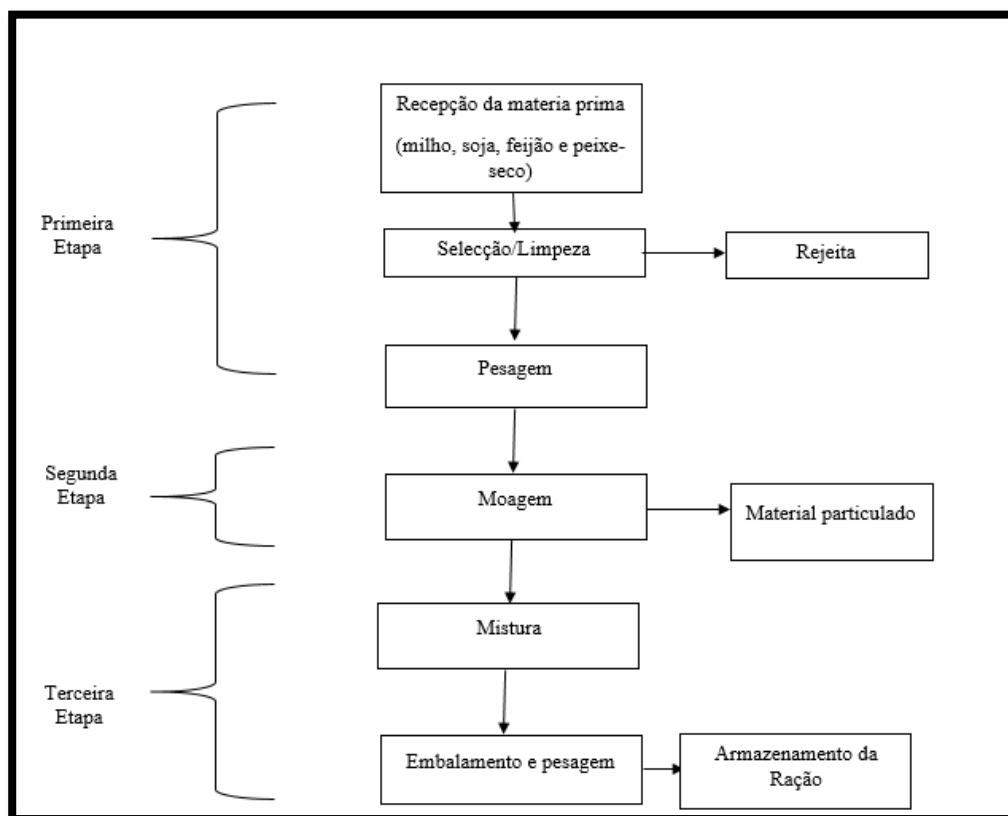 Recepção da materia prima
(milho, soja, feijão e peixe-
seco)
Primeira
Etapa
Selecção/Limpeza
Rejeita
Pesagem
Segunda
Etapa
Moagem
Material particulado
Mistura
Terceira
Etapa
Embalamento e pesagem
Armazenamento da
Ração